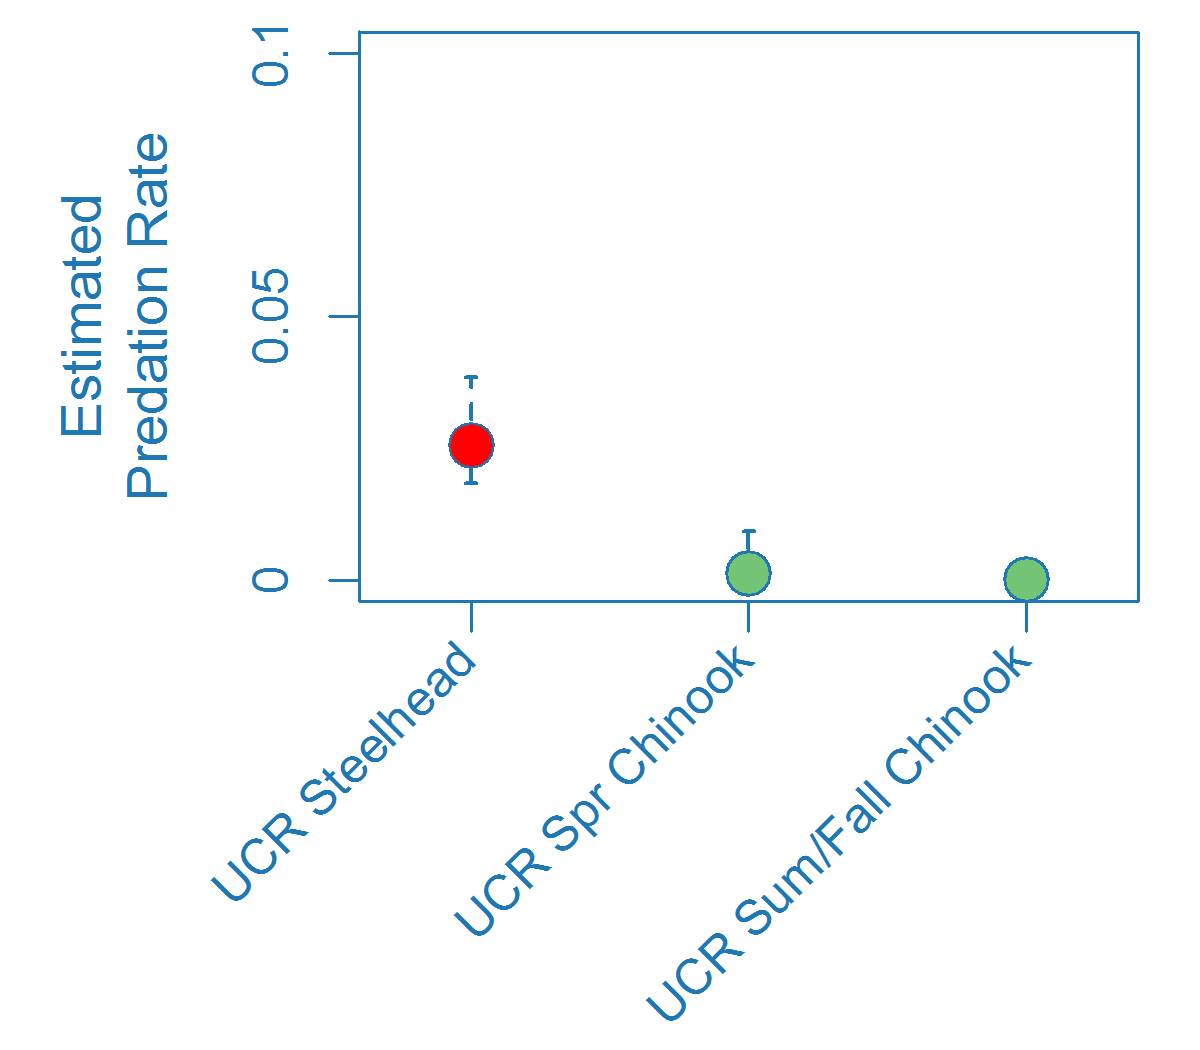 Estimated
Predation Rate
0.1
0.05
0
UCR Steelhead
UCR Spr Chinook
UCR Sum/Fall Chinook